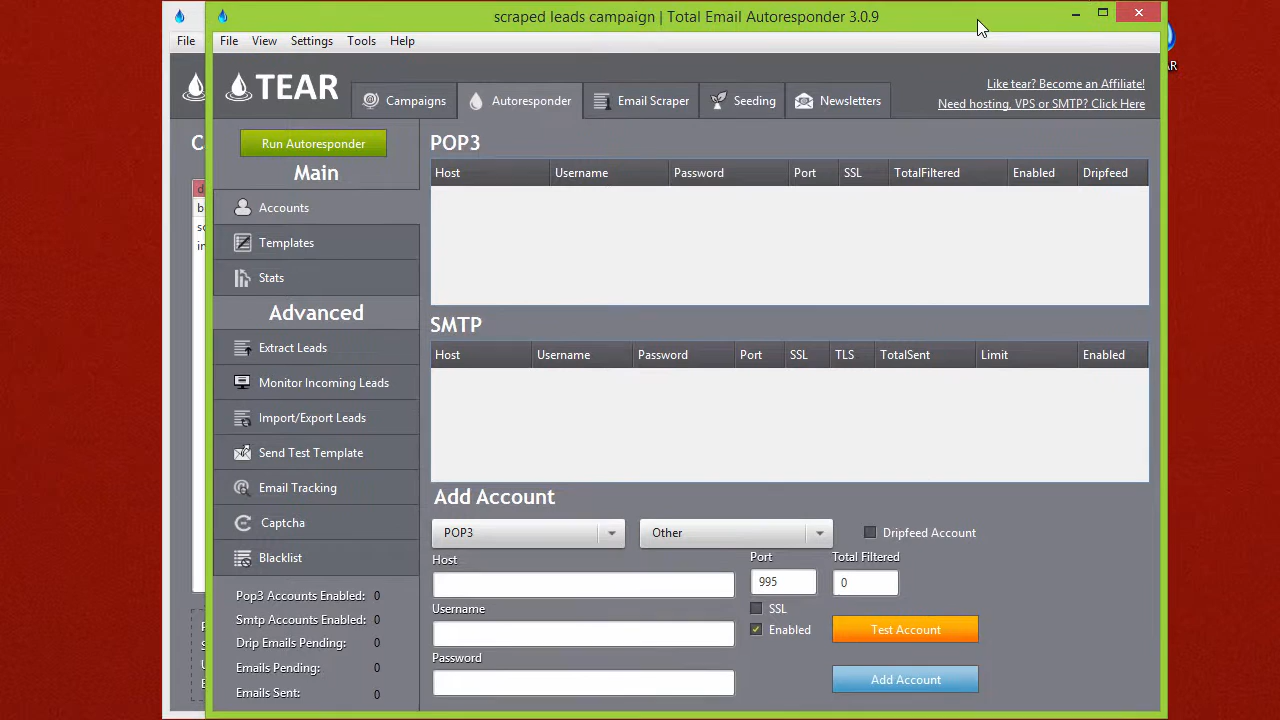 scraped leads campaign | Total Email Autoresponder 3.0.9
File
File View Settings Tools Help
TEAR
Campaigns Autoresponder Email Scraper Seeding Newsletters
Like tear? Become an Affiliate!
Need hosting, VPS or SMTP? Click Here
Run Autoresponder
Main
Accounts
Templates
Stats
Advanced
Extract Leads
Monitor Incoming Leads
Import/Export Leads
Send Test Template
Email Tracking
Captcha
Blacklist
Pop3 Accounts Enabled: 0
Smtp Accounts Enabled: 0
Drip Emails Pending: 0
Emails Pending: 0
Emails Sent: 0
POP3
Host Username Password Port SSL TotalFiltered Enabled Dripfeed
SMTP
Host Username Password Port SSL TLS TotalSent Limit Enabled
Add Account
POP3 Other Dripfeed Account
Host Port Total Filtered
995 0
Username SSL
Enabled Test Account
Password
Add Account